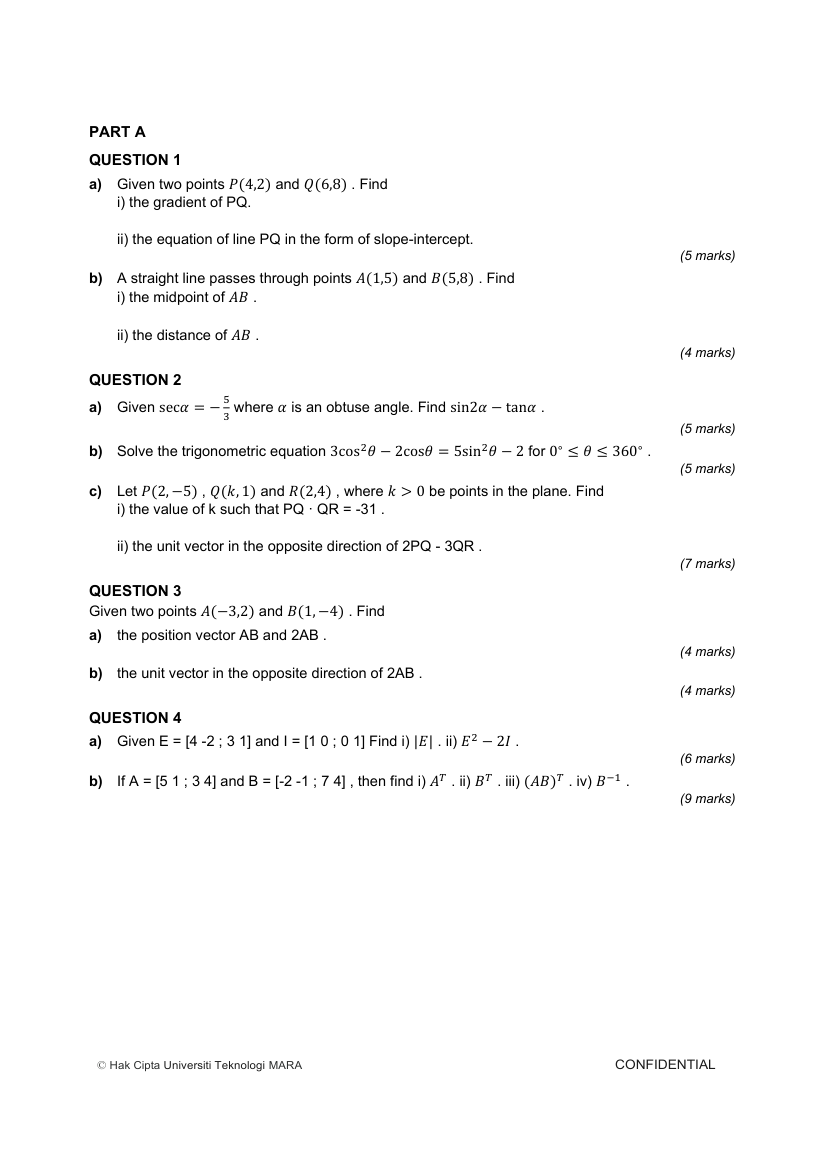 PART A
QUESTION 1
a) Given two points 𝑃(4,2) and 𝑄(6,8) . Find
i) the gradient of PQ.
ii) the equation of line PQ in the form of slope-intercept.
(5 marks)
b) A straight line passes through points 𝐴(1,5) and 𝐵(5,8) . Find
i) the midpoint of 𝐴𝐵 .
ii) the distance of 𝐴𝐵 .
(4 marks)
QUESTION 2
a) Given sec𝛼 = −5/3 where 𝛼 is an obtuse angle. Find sin2𝛼 − tan𝛼 .
(5 marks)
b) Solve the trigonometric equation 3cos²𝜃 − 2cos𝜃 = 5sin²𝜃 − 2 for 0° ≤ 𝜃 ≤ 360° .
(5 marks)
c) Let 𝑃(2, −5) , 𝑄(𝑘, 1) and 𝑅(2,4) , where 𝑘 > 0 be points in the plane. Find
i) the value of k such that PQ · QR = -31 .
ii) the unit vector in the opposite direction of 2PQ - 3QR .
(7 marks)
QUESTION 3
Given two points 𝐴(−3,2) and 𝐵(1, −4) . Find
a) the position vector AB and 2AB .
(4 marks)
b) the unit vector in the opposite direction of 2AB .
(4 marks)
QUESTION 4
a) Given E = [4 -2 ; 3 1] and I = [1 0 ; 0 1] Find i) |𝐸| . ii) 𝐸² − 2𝐼 .
(6 marks)
b) If A = [5 1 ; 3 4] and B = [-2 -1 ; 7 4] , then find i) 𝐴ᵀ . ii) 𝐵ᵀ . iii) (𝐴𝐵)ᵀ . iv) 𝐵⁻¹ .
(9 marks)
© Hak Cipta Universiti Teknologi MARA CONFIDENTIAL